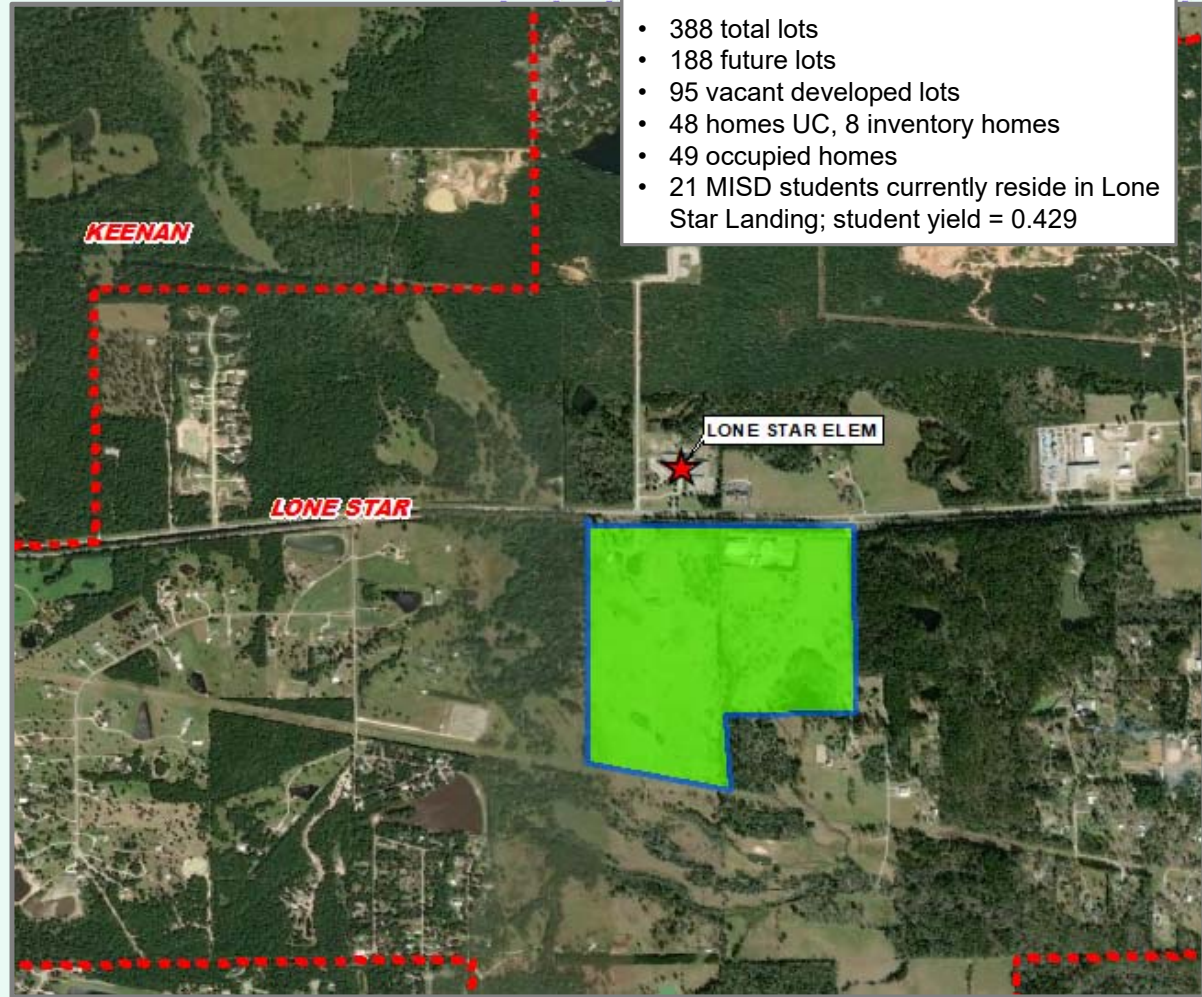 • 388 total lots
• 188 future lots
• 95 vacant developed lots
• 48 homes UC, 8 inventory homes
• 49 occupied homes
• 21 MISD students currently reside in Lone
Star Landing; student yield = 0.429
KEENAN
LONE STAR ELEM
LONE STAR